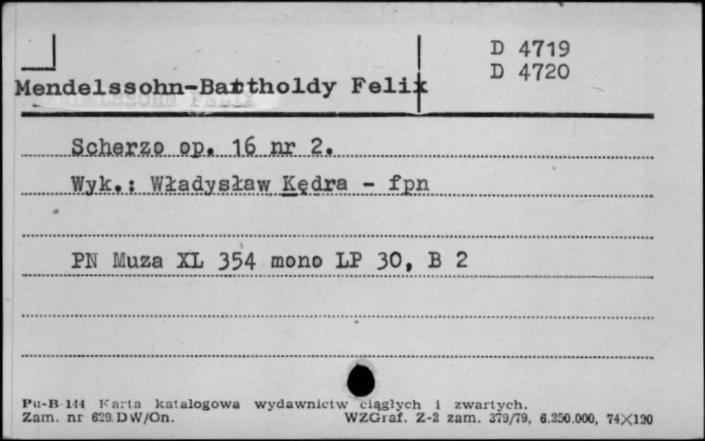 D 4719
D 4720
Mendelssohn-Bartholdy Felix
Scherzo op. 16 nr 2.
Wyk.: Władysław Kędra - fpn
PN Muza XL 354 mono LP 30, B 2
Pu-B-144 Karta katalogowa wydawnictw ciągłych i zwartych.
Zam. nr 629 DW/On. WZGraf. Z-2 zam. 379/79, 6.250.000, 74×120